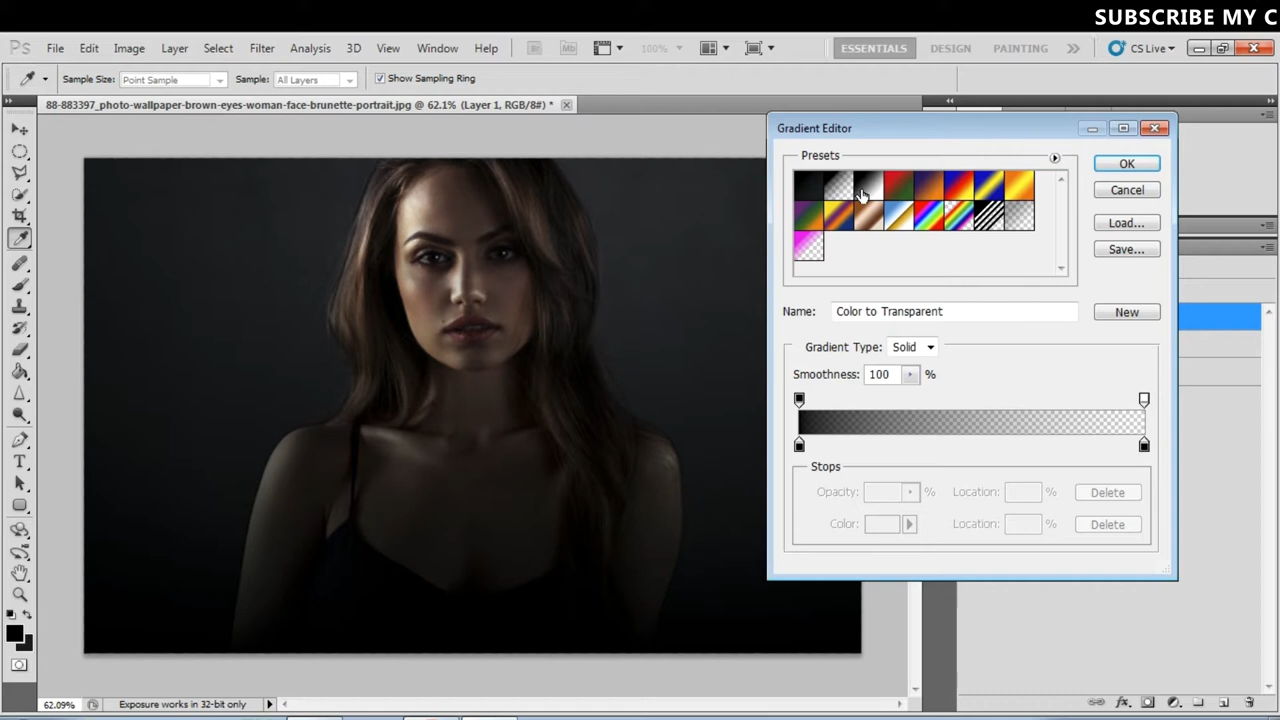 SUBSCRIBE MY C
Ps File Edit Image Layer Select Filter Analysis 3D View Window Help Br Mb 100% ESSENTIALS DESIGN PAINTING CS Live
Sample Size: Point Sample Sample: All Layers Show Sampling Ring
88-883397_photo-wallpaper-brown-eyes-woman-face-brunette-portrait.jpg @ 62.1% (Layer 1, RGB/8#) *
Gradient Editor
Presets
OK
Cancel
Load...
Save...
Name: Color to Transparent New
Gradient Type: Solid
Smoothness: 100 %
Stops
Opacity: % Location: % Delete
Color: Location: % Delete
62.09% Exposure works in 32-bit only